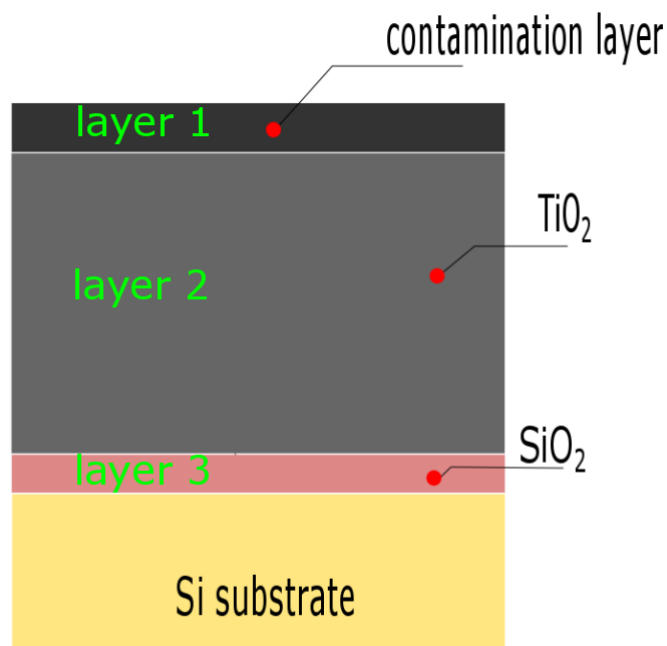 contamination layer
layer 1
TiO₂
layer 2
SiO₂
layer 3
Si substrate